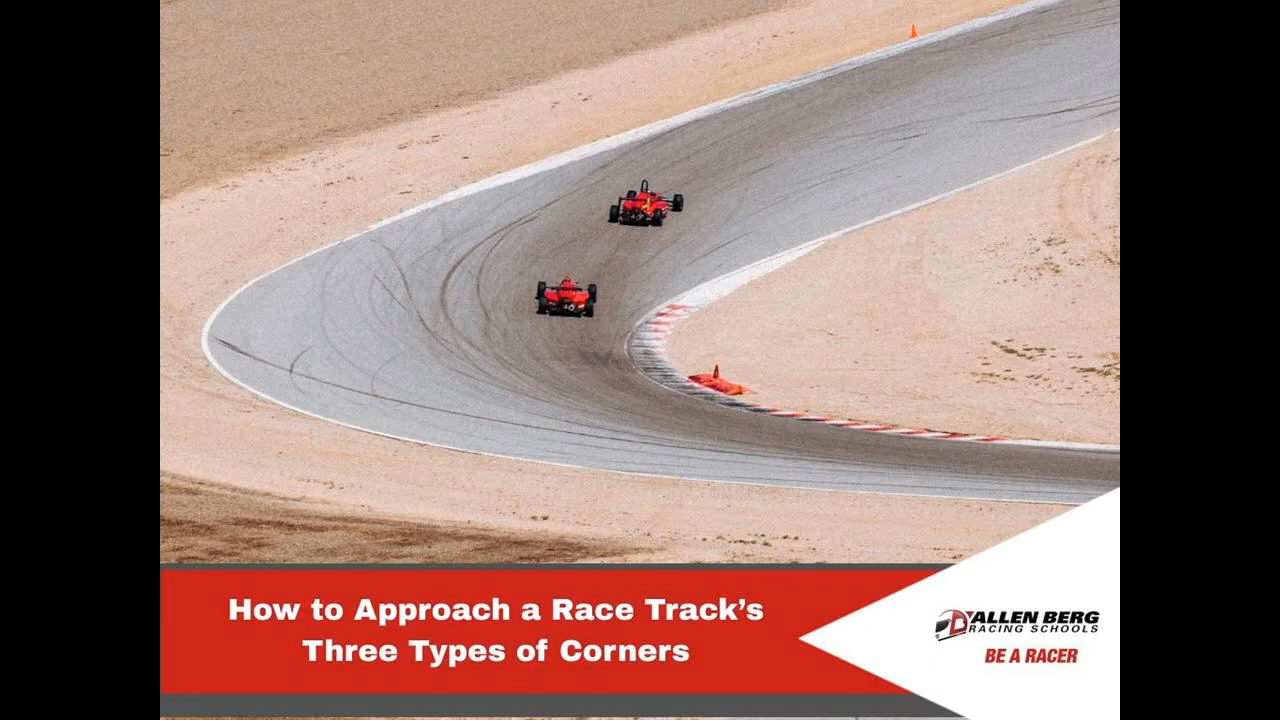 How to Approach a Race Track’s
Three Types of Corners
ALLEN BERG
RACING SCHOOLS
BE A RACER